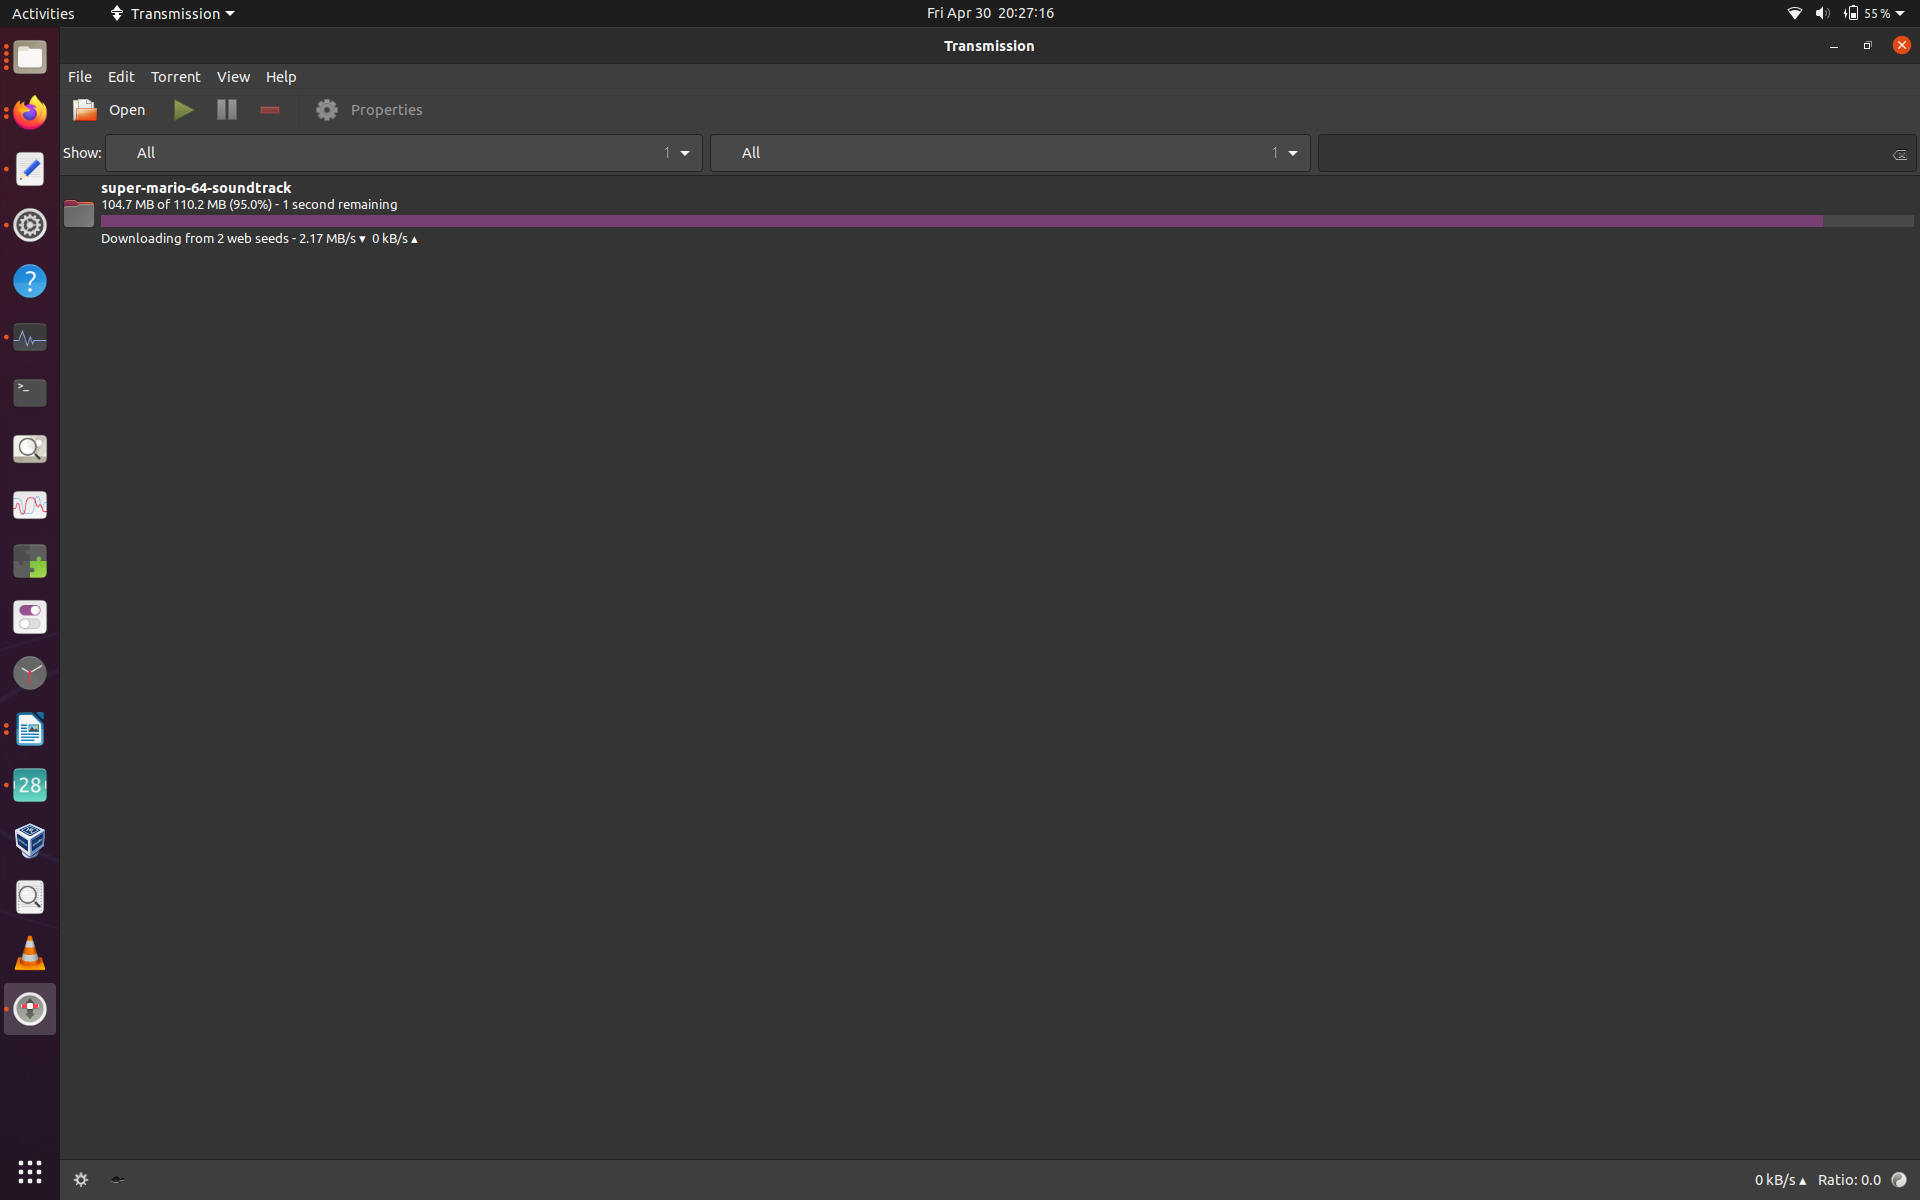 Activities Transmission Fri Apr 30 20:27:16 55 %
Transmission
File Edit Torrent View Help
Open Properties
Show: All 1 All 1
super-mario-64-soundtrack
104.7 MB of 110.2 MB (95.0%) - 1 second remaining
Downloading from 2 web seeds - 2.17 MB/s ▾ 0 kB/s ▴
?
>_
28
0 kB/s ▴ Ratio: 0.0